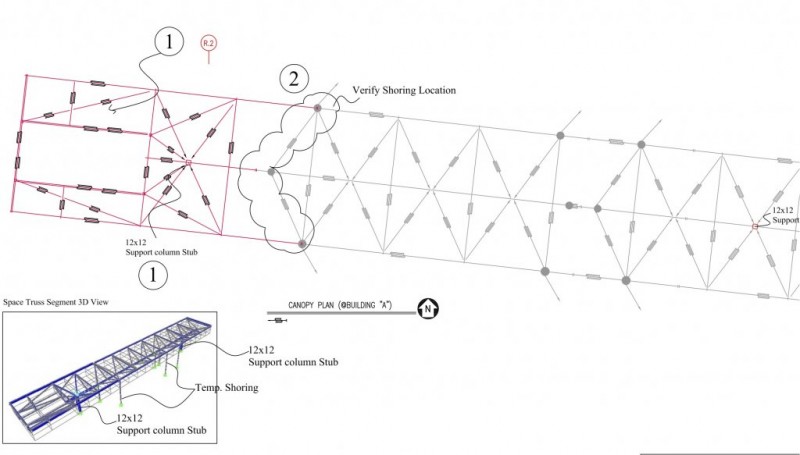 1
R.2
2
Verify Shoring Location
12x12
Support column Stub
1
12x12
Support
CANOPY PLAN (@BUILDING "A")
N
Space Truss Segment 3D View
12x12
Support column Stub
Temp. Shoring
12x12
Support column Stub